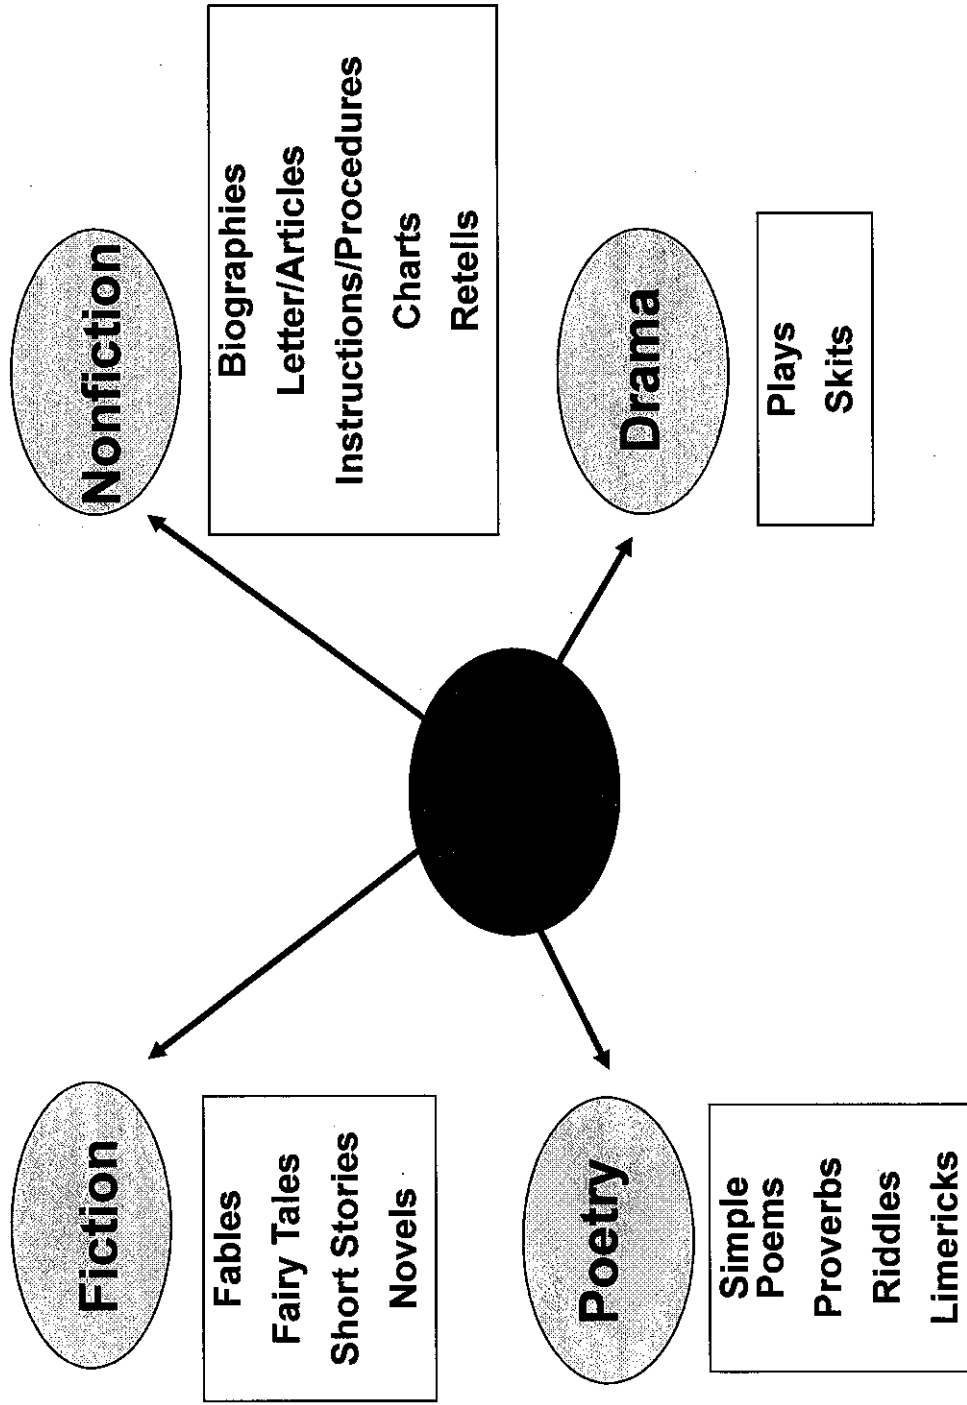 Fiction
Fables
Fairy Tales
Short Stories
Novels
Nonfiction
Biographies
Letter/Articles
Instructions/Procedures
Charts
Retells
Poetry
Simple
Poems
Proverbs
Riddles
Limericks
Drama
Plays
Skits